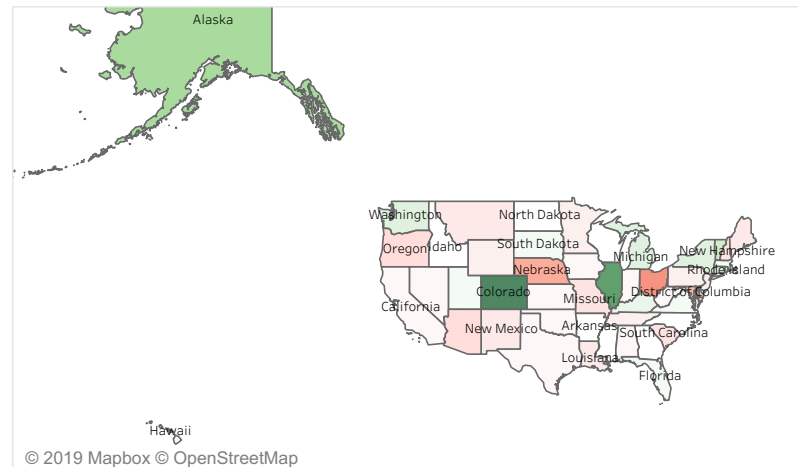 Alaska
Washington
North Dakota
Oregon
Idaho
South Dakota
Michigan
New Hampshire
Nebraska
Rhode Island
Colorado
Missouri
District of Columbia
California
New Mexico
Arkansas
South Carolina
Louisiana
Florida
Hawaii
© 2019 Mapbox © OpenStreetMap